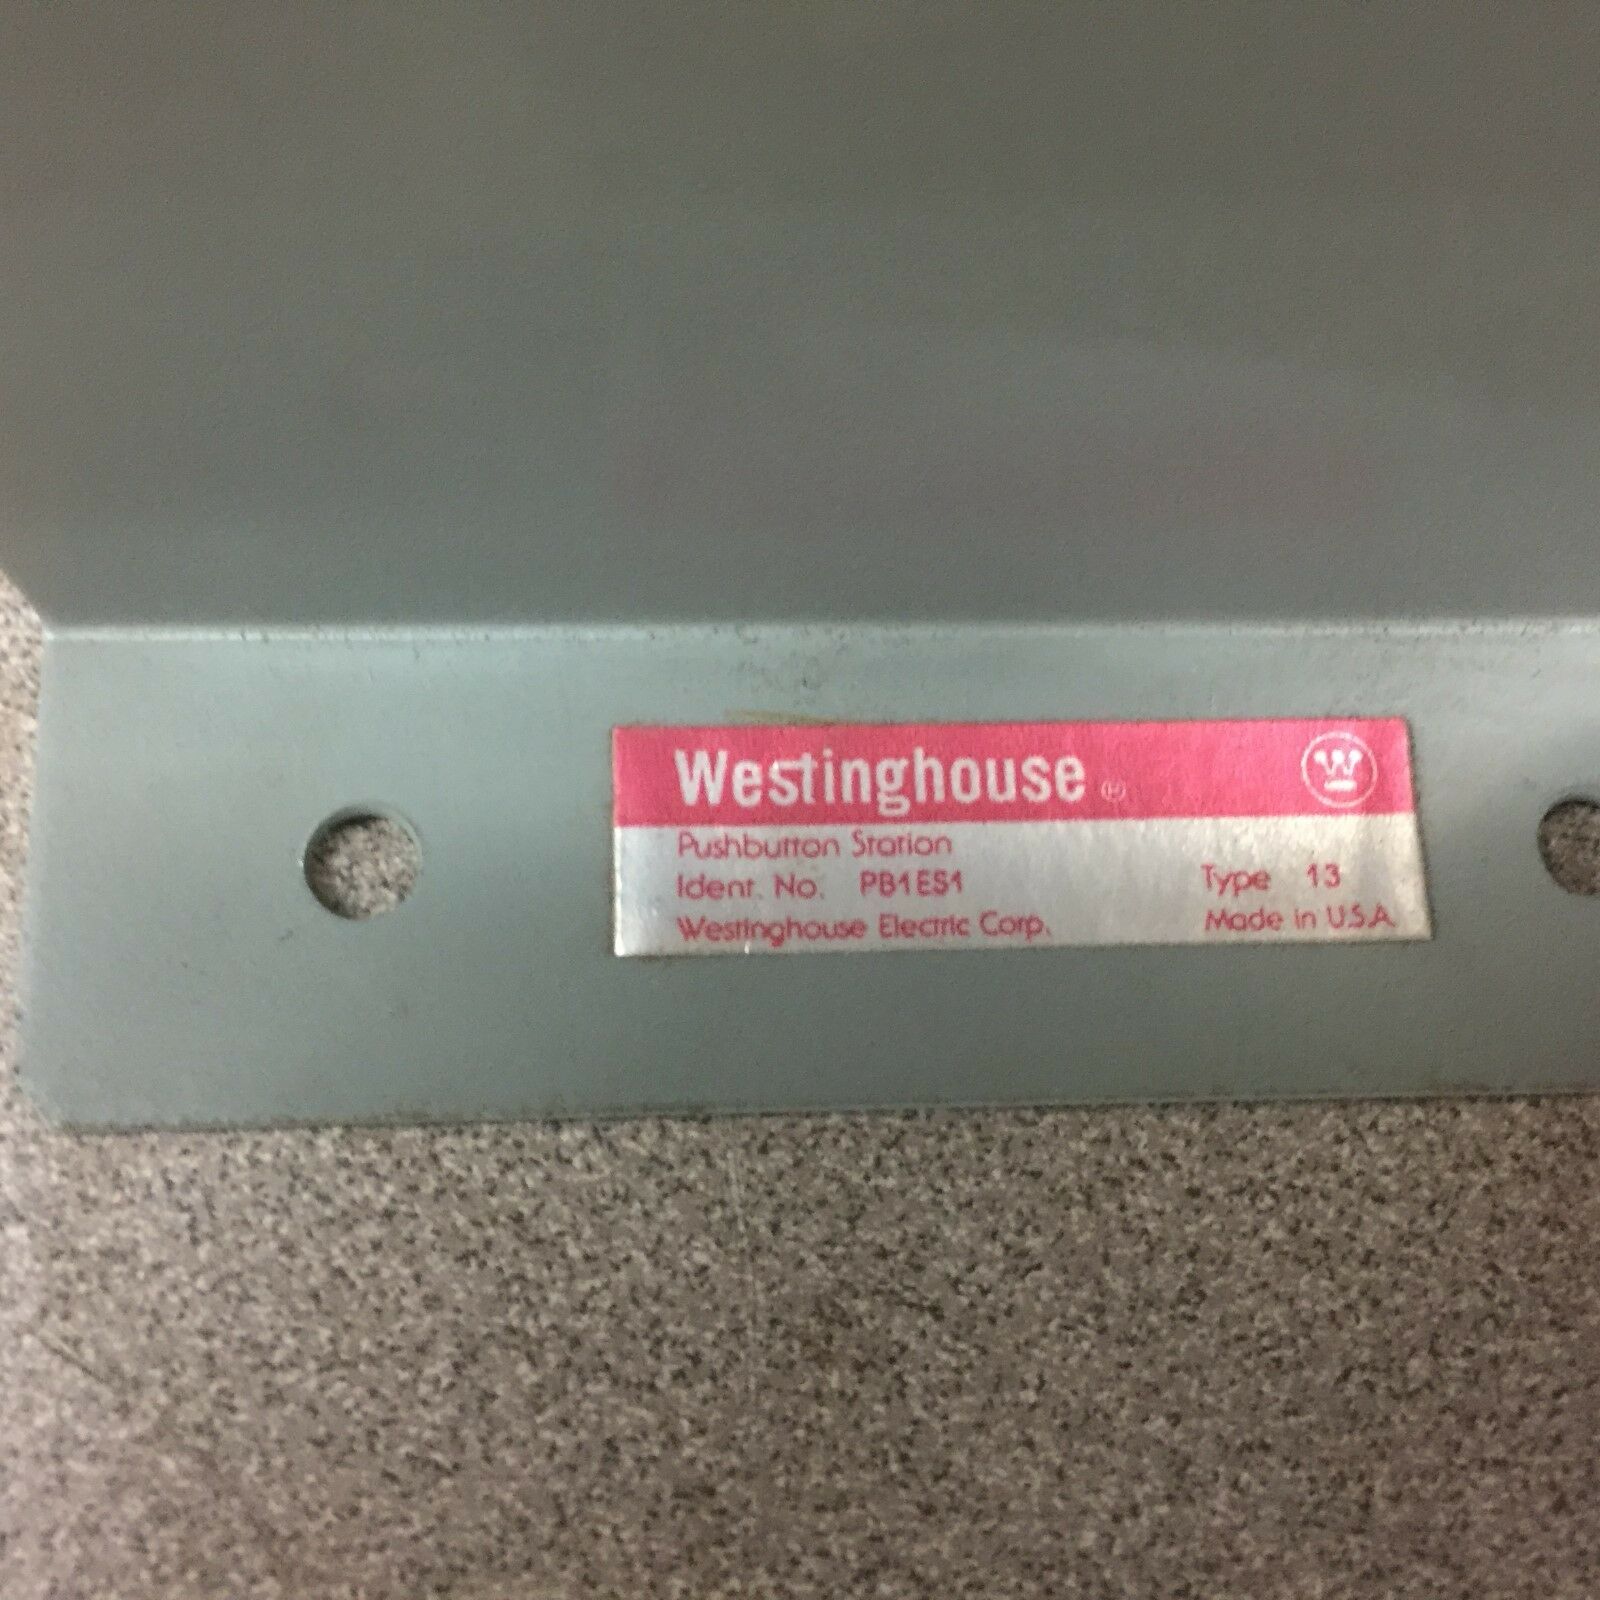 Westinghouse ®
W
Pushbutton Station
Ident. No. PB1ES1
Type 13
Westinghouse Electric Corp.
Made in U.S.A.